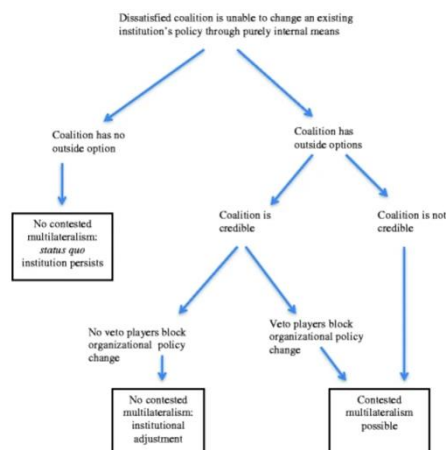 Dissatisfied coalition is unable to change an existing
institution's policy through purely internal means
Coalition has no
outside option
Coalition has
outside options
No contested
multilateralism:
status quo
institution persists
Coalition is
credible
Coalition is not
credible
No veto players block
organizational policy
change
Veto players block
organizational policy
change
No contested
multilateralism:
institutional
adjustment
Contested
multilateralism
possible